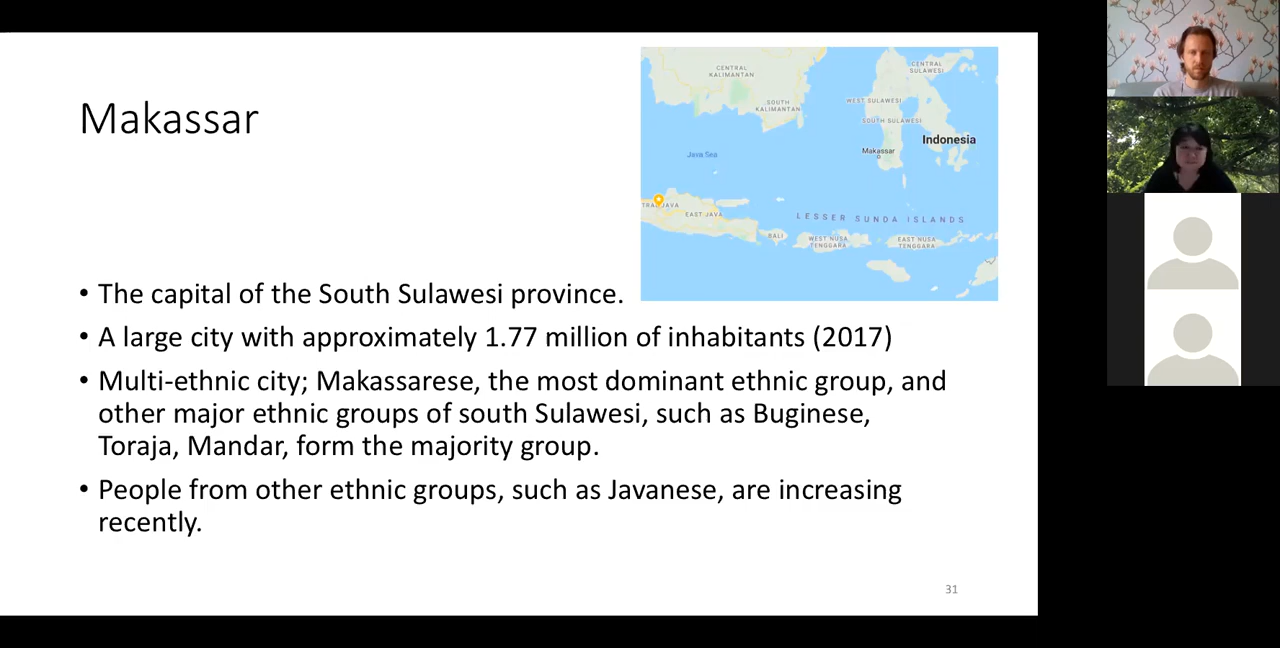 Makassar
CENTRAL
KALIMANTAN
SOUTH
KALIMANTAN
CENTRAL
SULAWESI
WEST SULAWESI
SOUTH SULAWESI
Indonesia
Makassar
Java Sea
TRAL JAVA
EAST JAVA
BALI
LESSER SUNDA ISLANDS
WEST NUSA
TENGGARA
EAST NUSA
TENGGARA
• The capital of the South Sulawesi province.
• A large city with approximately 1.77 million of inhabitants (2017)
• Multi-ethnic city; Makassarese, the most dominant ethnic group, and
other major ethnic groups of south Sulawesi, such as Buginese,
Toraja, Mandar, form the majority group.
• People from other ethnic groups, such as Javanese, are increasing
recently.
31